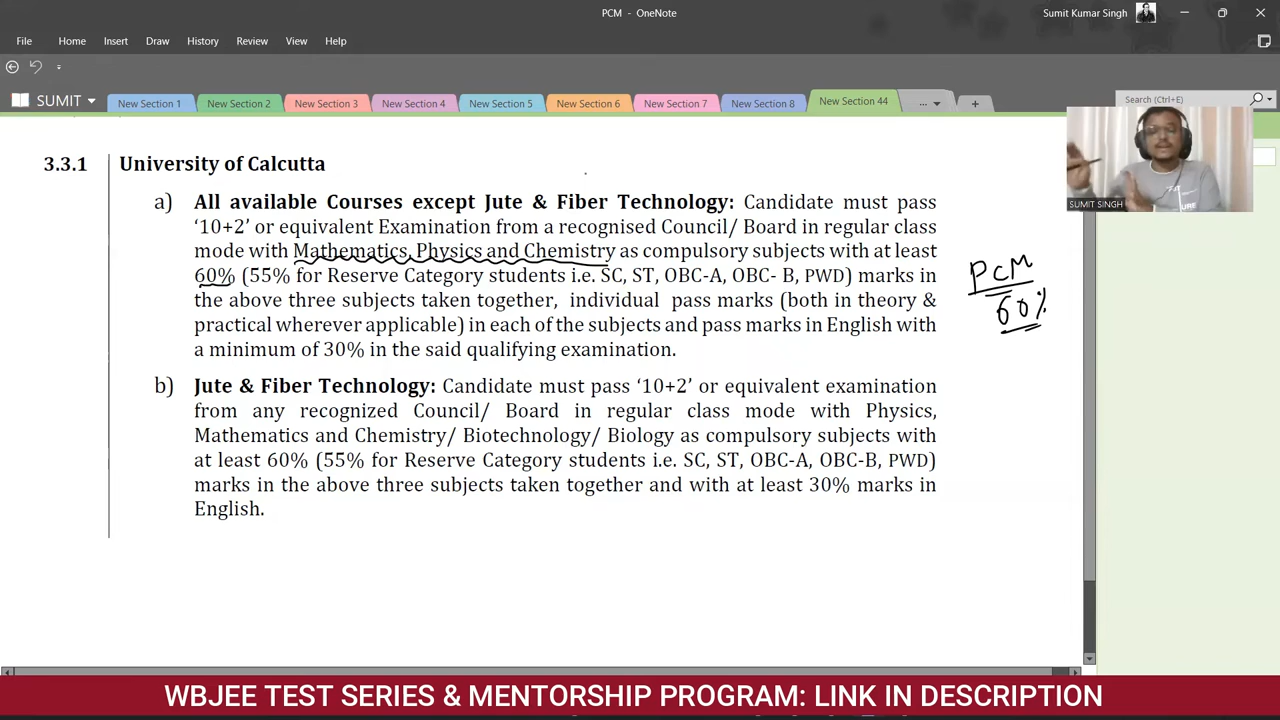 PCM - OneNote
Sumit Kumar Singh
File Home Insert Draw History Review View Help
SUMIT
New Section 1 New Section 2 New Section 3 New Section 4 New Section 5 New Section 6 New Section 7 New Section 8 New Section 44 ... +
Search (Ctrl+E)
3.3.1 University of Calcutta
a) All available Courses except Jute & Fiber Technology: Candidate must pass
‘10+2’ or equivalent Examination from a recognised Council/ Board in regular class
mode with Mathematics, Physics and Chemistry as compulsory subjects with at least
60% (55% for Reserve Category students i.e. SC, ST, OBC-A, OBC- B, PWD) marks in
the above three subjects taken together, individual pass marks (both in theory &
practical wherever applicable) in each of the subjects and pass marks in English with
a minimum of 30% in the said qualifying examination.
PCM
60%
SUMIT SINGH
b) Jute & Fiber Technology: Candidate must pass ‘10+2’ or equivalent examination
from any recognized Council/ Board in regular class mode with Physics,
Mathematics and Chemistry/ Biotechnology/ Biology as compulsory subjects with
at least 60% (55% for Reserve Category students i.e. SC, ST, OBC-A, OBC-B, PWD)
marks in the above three subjects taken together and with at least 30% marks in
English.
WBJEE TEST SERIES & MENTORSHIP PROGRAM: LINK IN DESCRIPTION